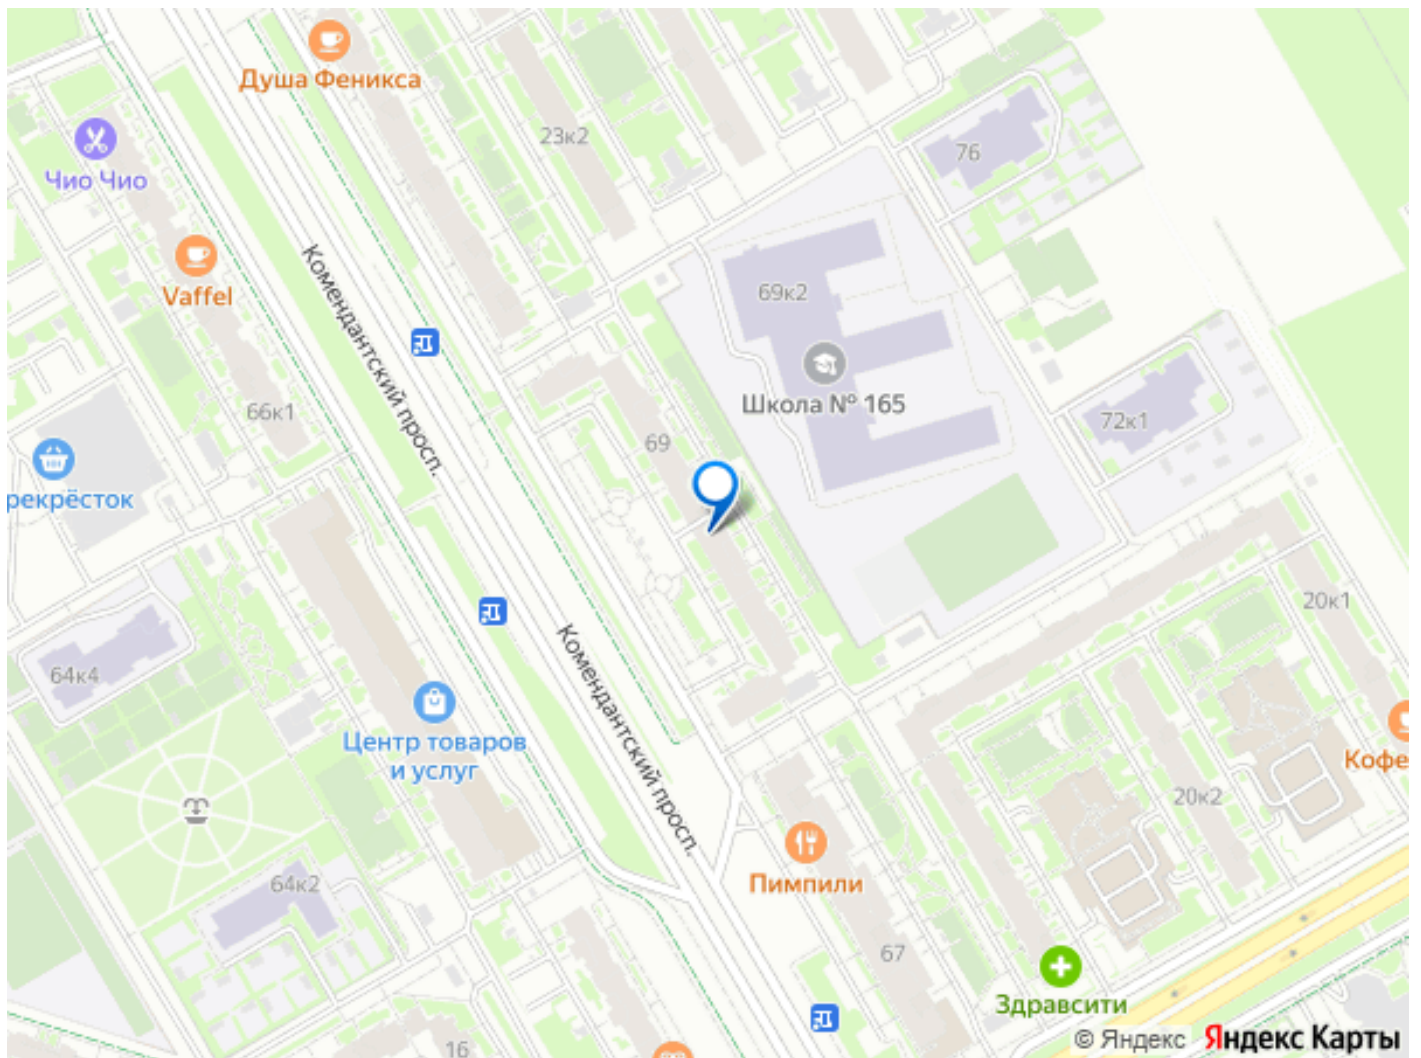 Душа Феникса
23к2
76
Чио Чио
Vaffel
69к2
Комендантский просп.
Школа № 165
66к1
72к1
69
рекрёсток
20к1
64к4
Комендантский просп.
Центр товаров
и услуг
Кофе
20к2
Пимпили
64к2
67
Здравсити
16
© Яндекс Яндекс Карты